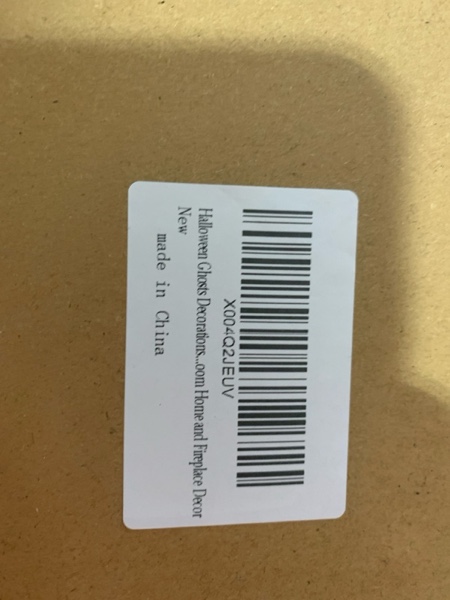 X004Q2JEUV
Halloween Ghosts Decorations...oom Home and Fireplace Decor
New
made in China